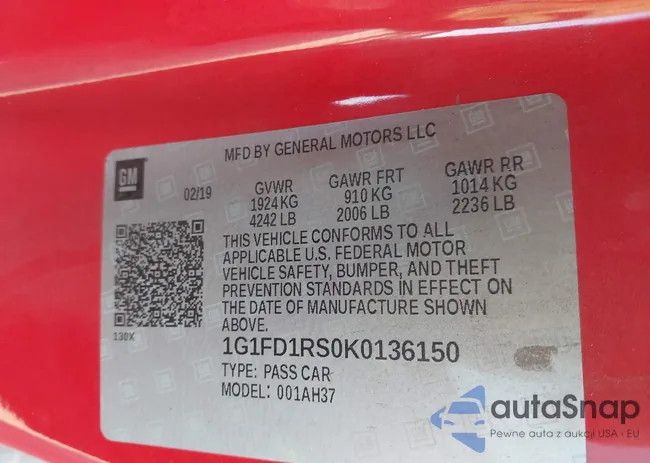 MFD BY GENERAL MOTORS LLC
GM
02/19
GVWR
1924 KG
4242 LB
GAWR FRT
910 KG
2006 LB
GAWR RR
1014 KG
2236 LB
THIS VEHICLE CONFORMS TO ALL
APPLICABLE U.S. FEDERAL MOTOR
VEHICLE SAFETY, BUMPER, AND THEFT
PREVENTION STANDARDS IN EFFECT ON
THE DATE OF MANUFACTURE SHOWN
ABOVE.
130X
1G1FD1RS0K0136150
TYPE: PASS CAR
MODEL: 001AH37
autaSnap
Pewne auta z aukcji USA i EU